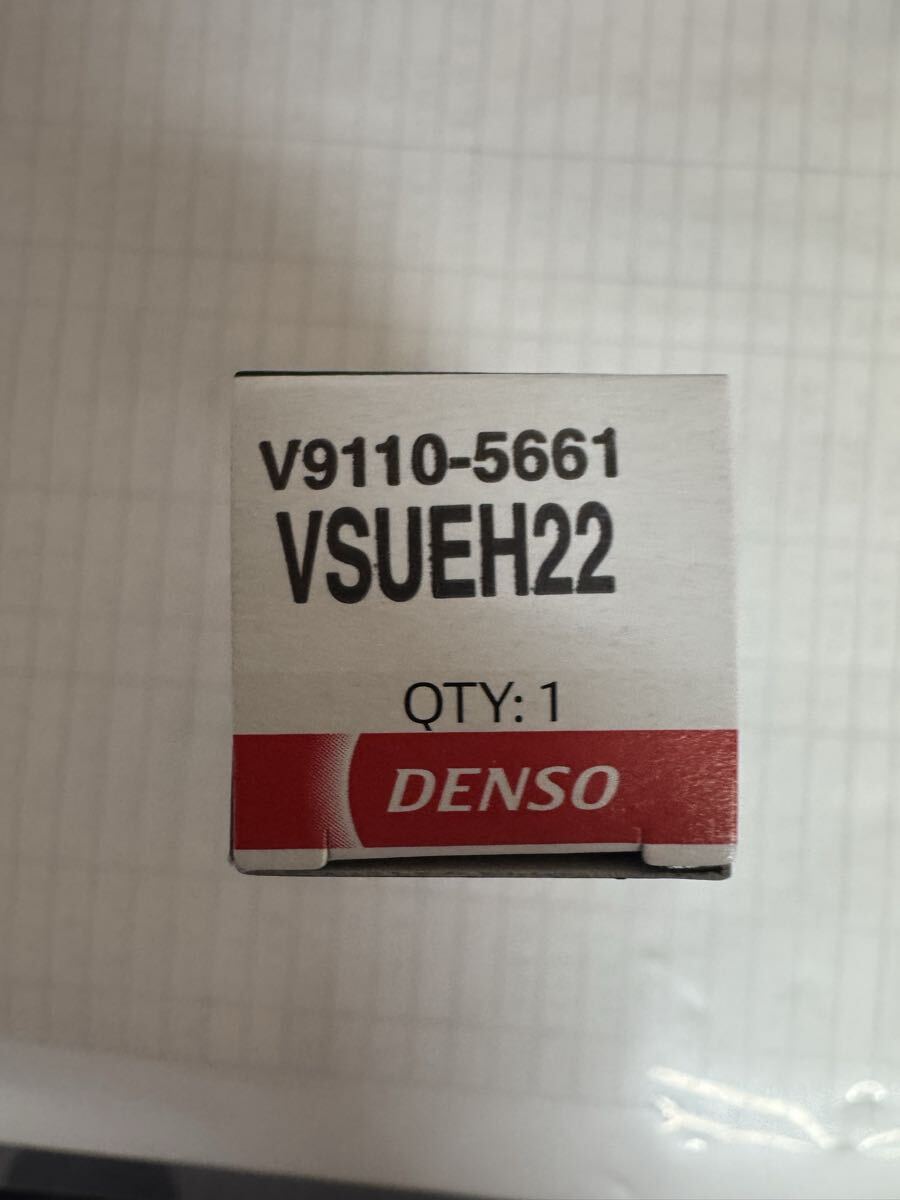 V9110-5661
VSUEH22
QTY: 1
DENSO